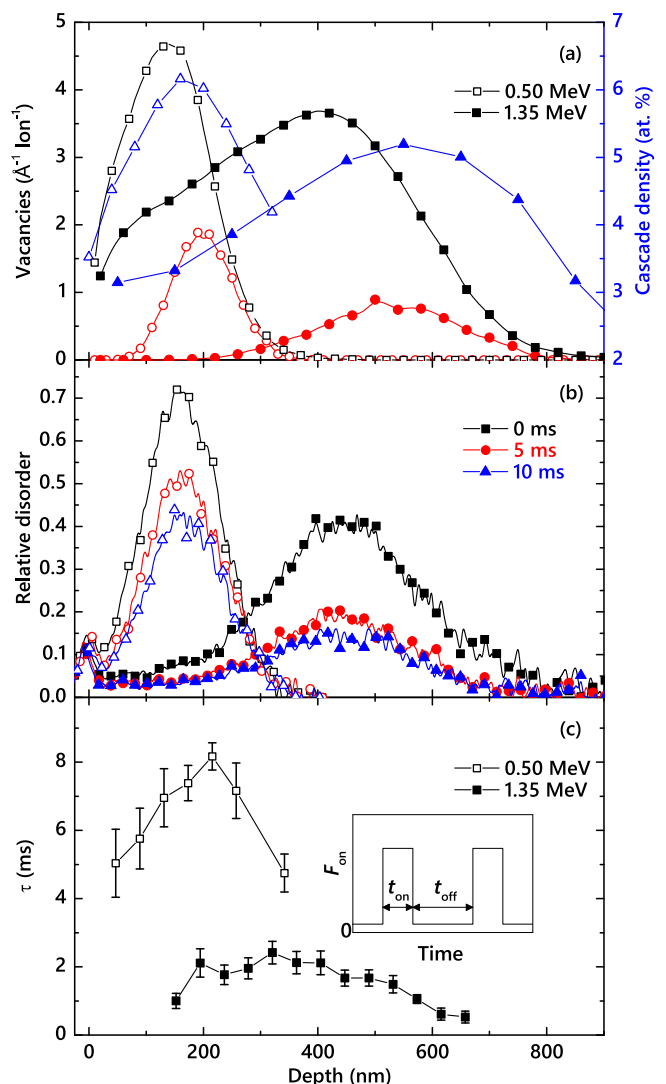 (a)
0.50 MeV
1.35 MeV
Vacancies (Å⁻¹ Ion⁻¹)
5
4
3
2
1
0
Cascade density (at. %)
7
6
5
4
3
2
(b)
0 ms
5 ms
10 ms
Relative disorder
0.7
0.6
0.5
0.4
0.3
0.2
0.1
0.0
(c)
0.50 MeV
1.35 MeV
τ (ms)
8
6
4
2
0
F_on
0
t_on
t_off
Time
0 200 400 600 800
Depth (nm)